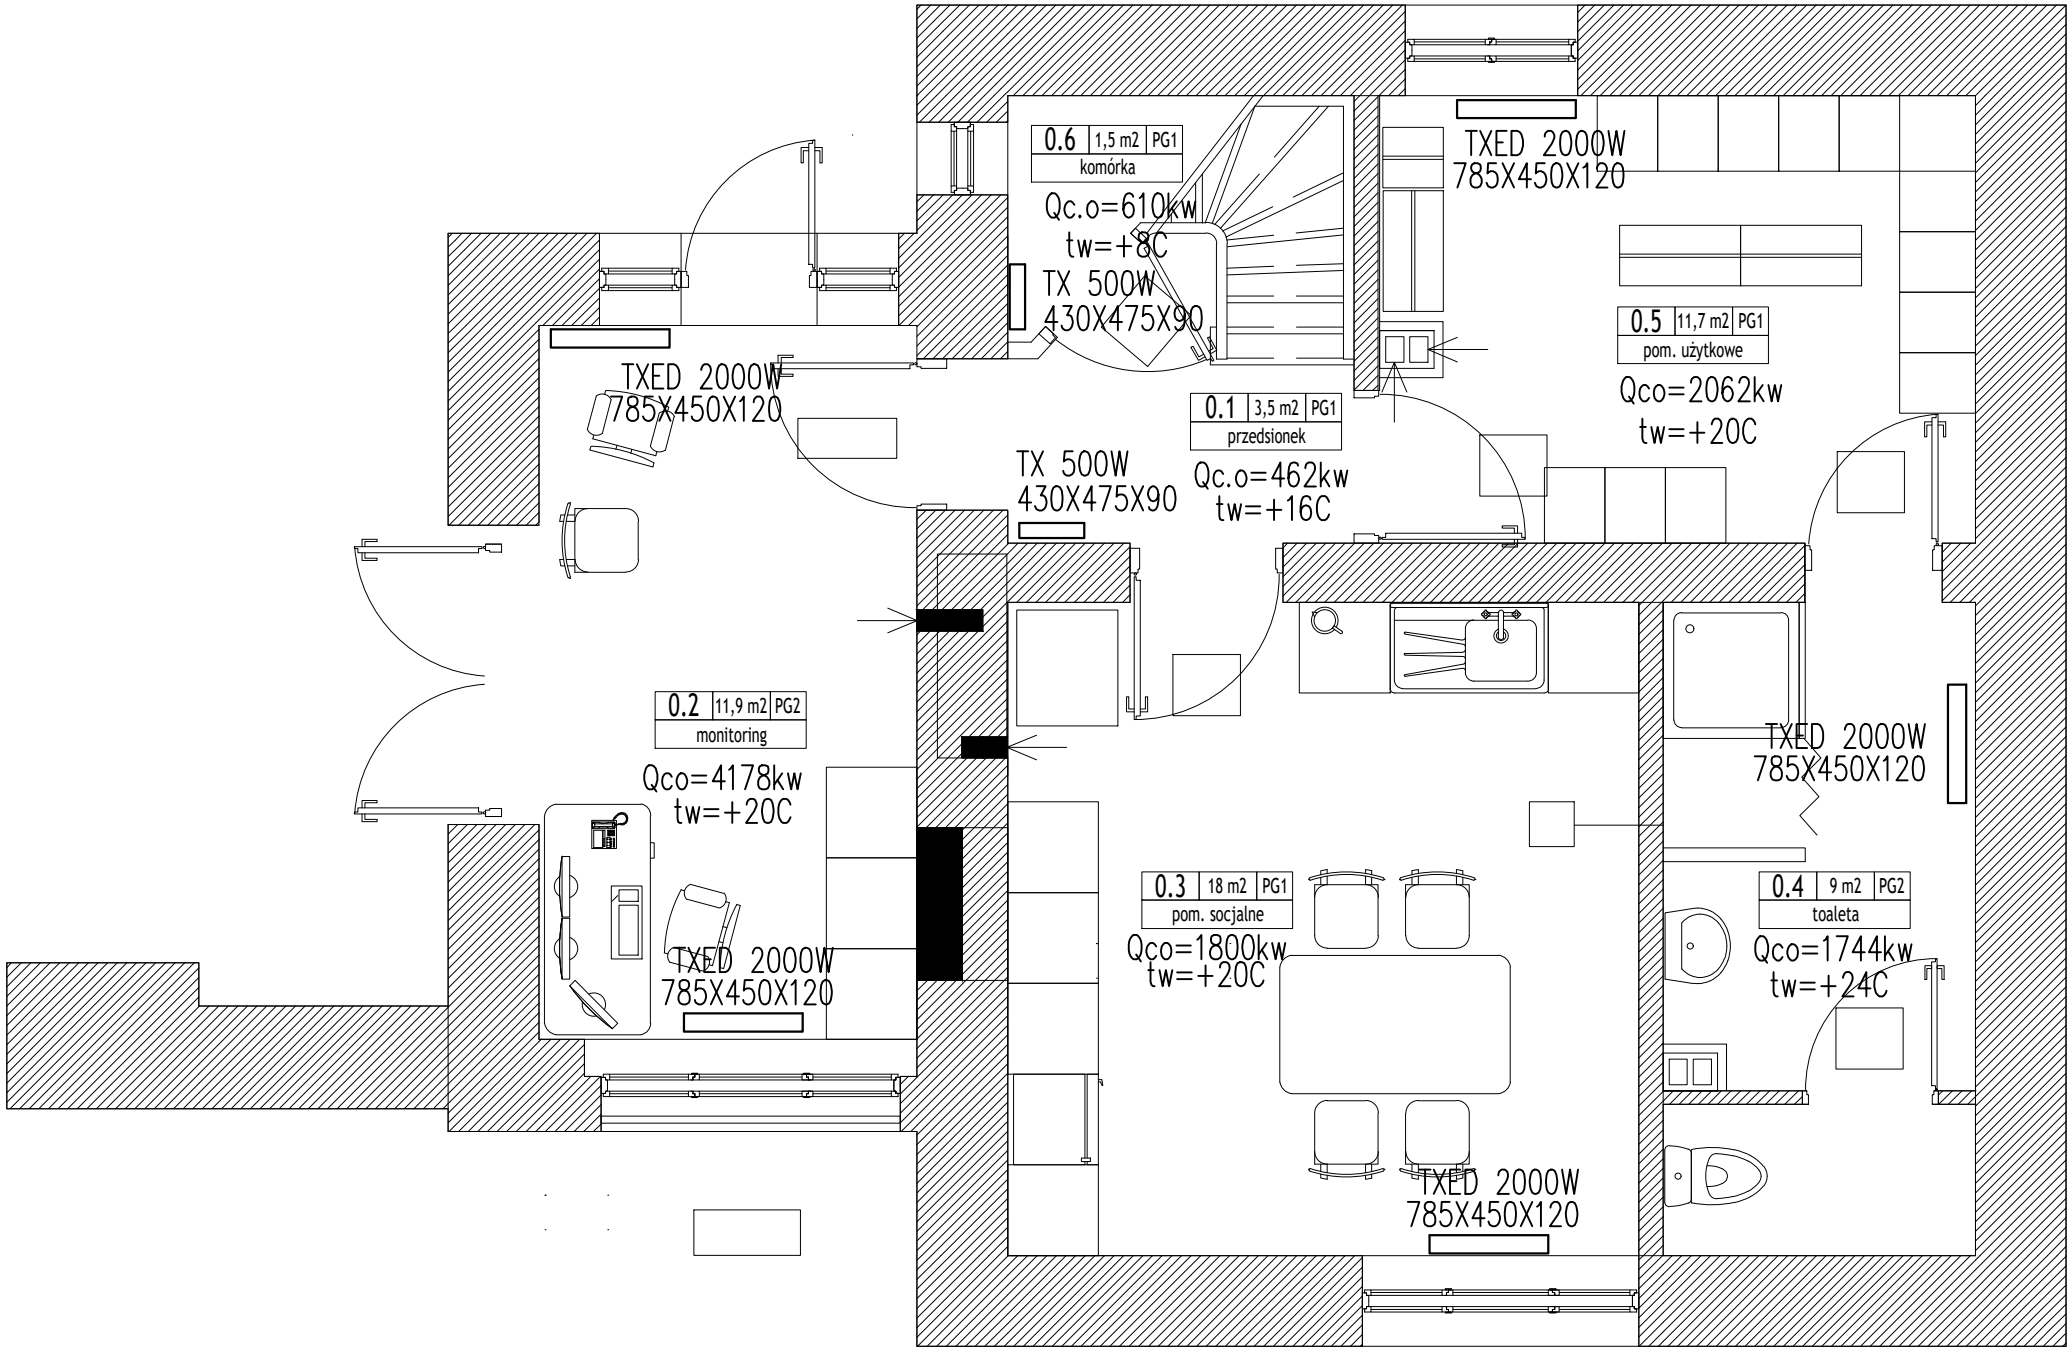 0.6 1,5 m2 PG1
komórka
Qc.o=610kw
tw=+8C
TX 500W
430X475X90
TXED 2000W
785X450X120
0.5 11,7 m2 PG1
pom. użytkowe
Qco=2062kw
tw=+20C
TXED 2000W
785X450X120
0.1 3,5 m2 PG1
przedsionek
Qc.o=462kw
tw=+16C
TX 500W
430X475X90
0.2 11,9 m2 PG2
monitoring
Qco=4178kw
tw=+20C
TXED 2000W
785X450X120
TXED 2000W
785X450X120
0.3 18 m2 PG1
pom. socjalne
Qco=1800kw
tw=+20C
0.4 9 m2 PG2
toaleta
Qco=1744kw
tw=+24C
TXED 2000W
785X450X120